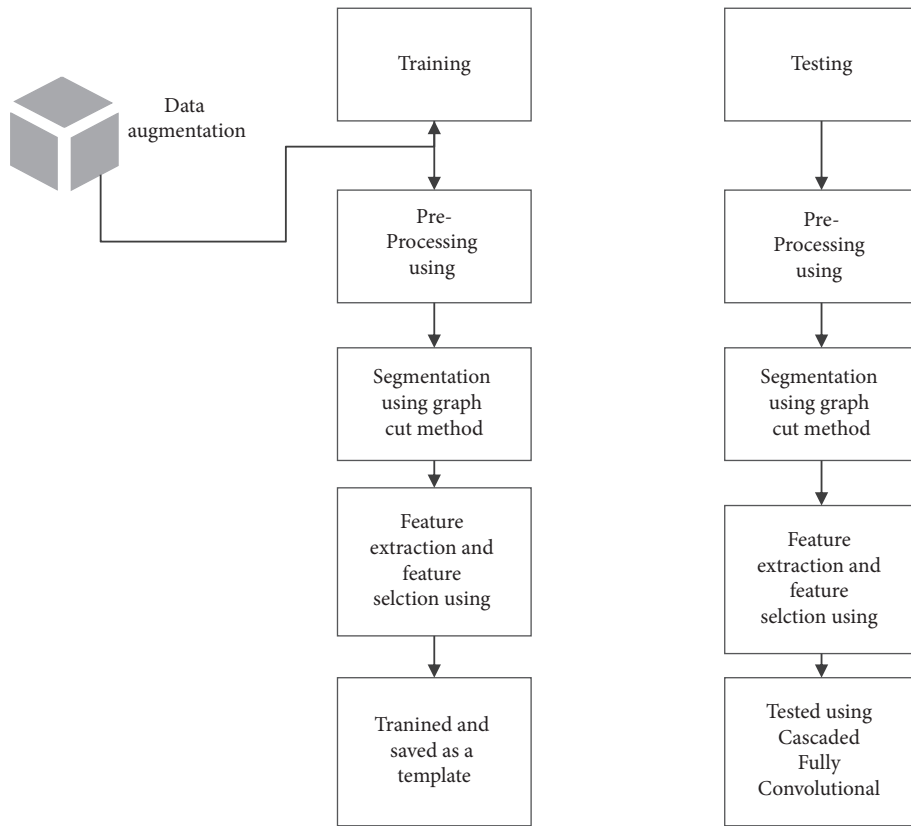 Training
Testing
Data
augmentation
Pre-
Processing
using
Pre-
Processing
using
Segmentation
using graph
cut method
Segmentation
using graph
cut method
Feature
extraction and
feature
selction using
Feature
extraction and
feature
selction using
Tranined and
saved as a
template
Tested using
Cascaded
Fully
Convolutional